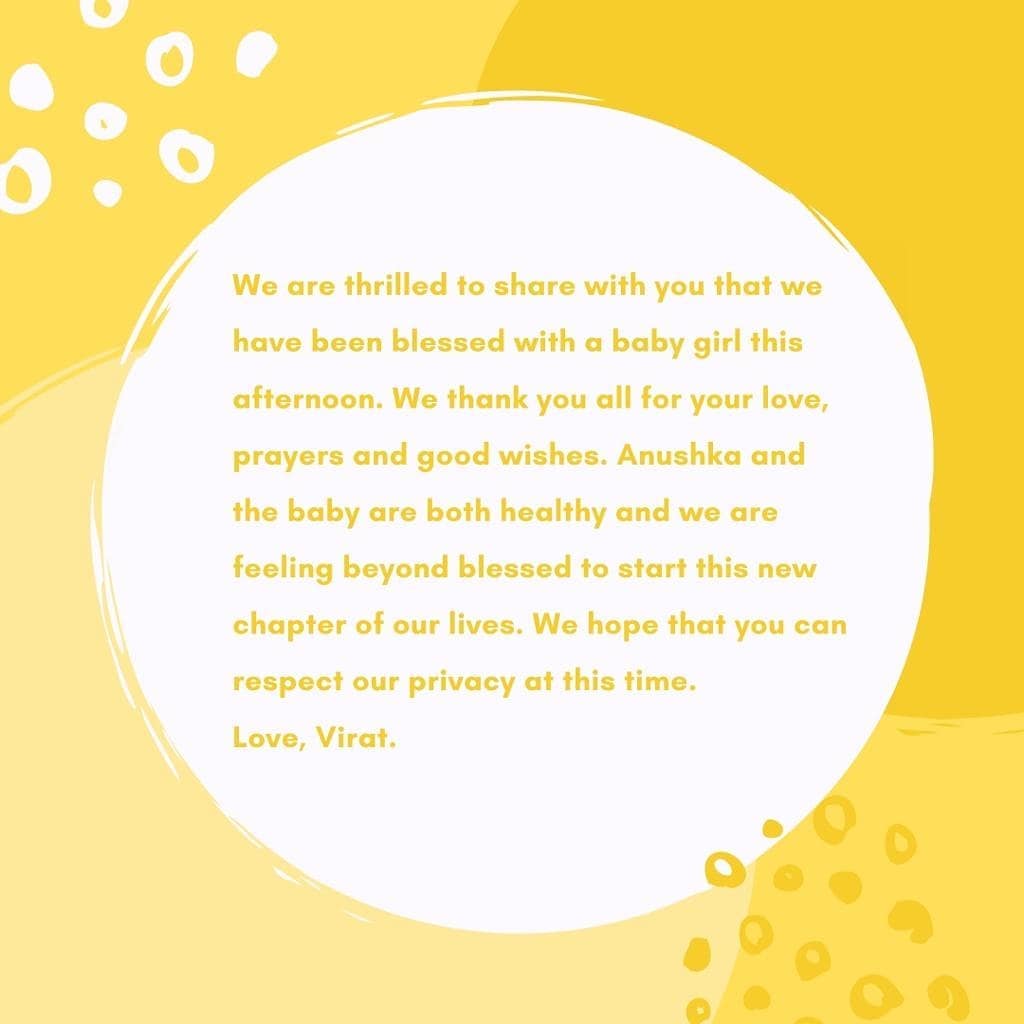 We are thrilled to share with you that we
have been blessed with a baby girl this
afternoon. We thank you all for your love,
prayers and good wishes. Anushka and
the baby are both healthy and we are
feeling beyond blessed to start this new
chapter of our lives. We hope that you can
respect our privacy at this time.
Love, Virat.